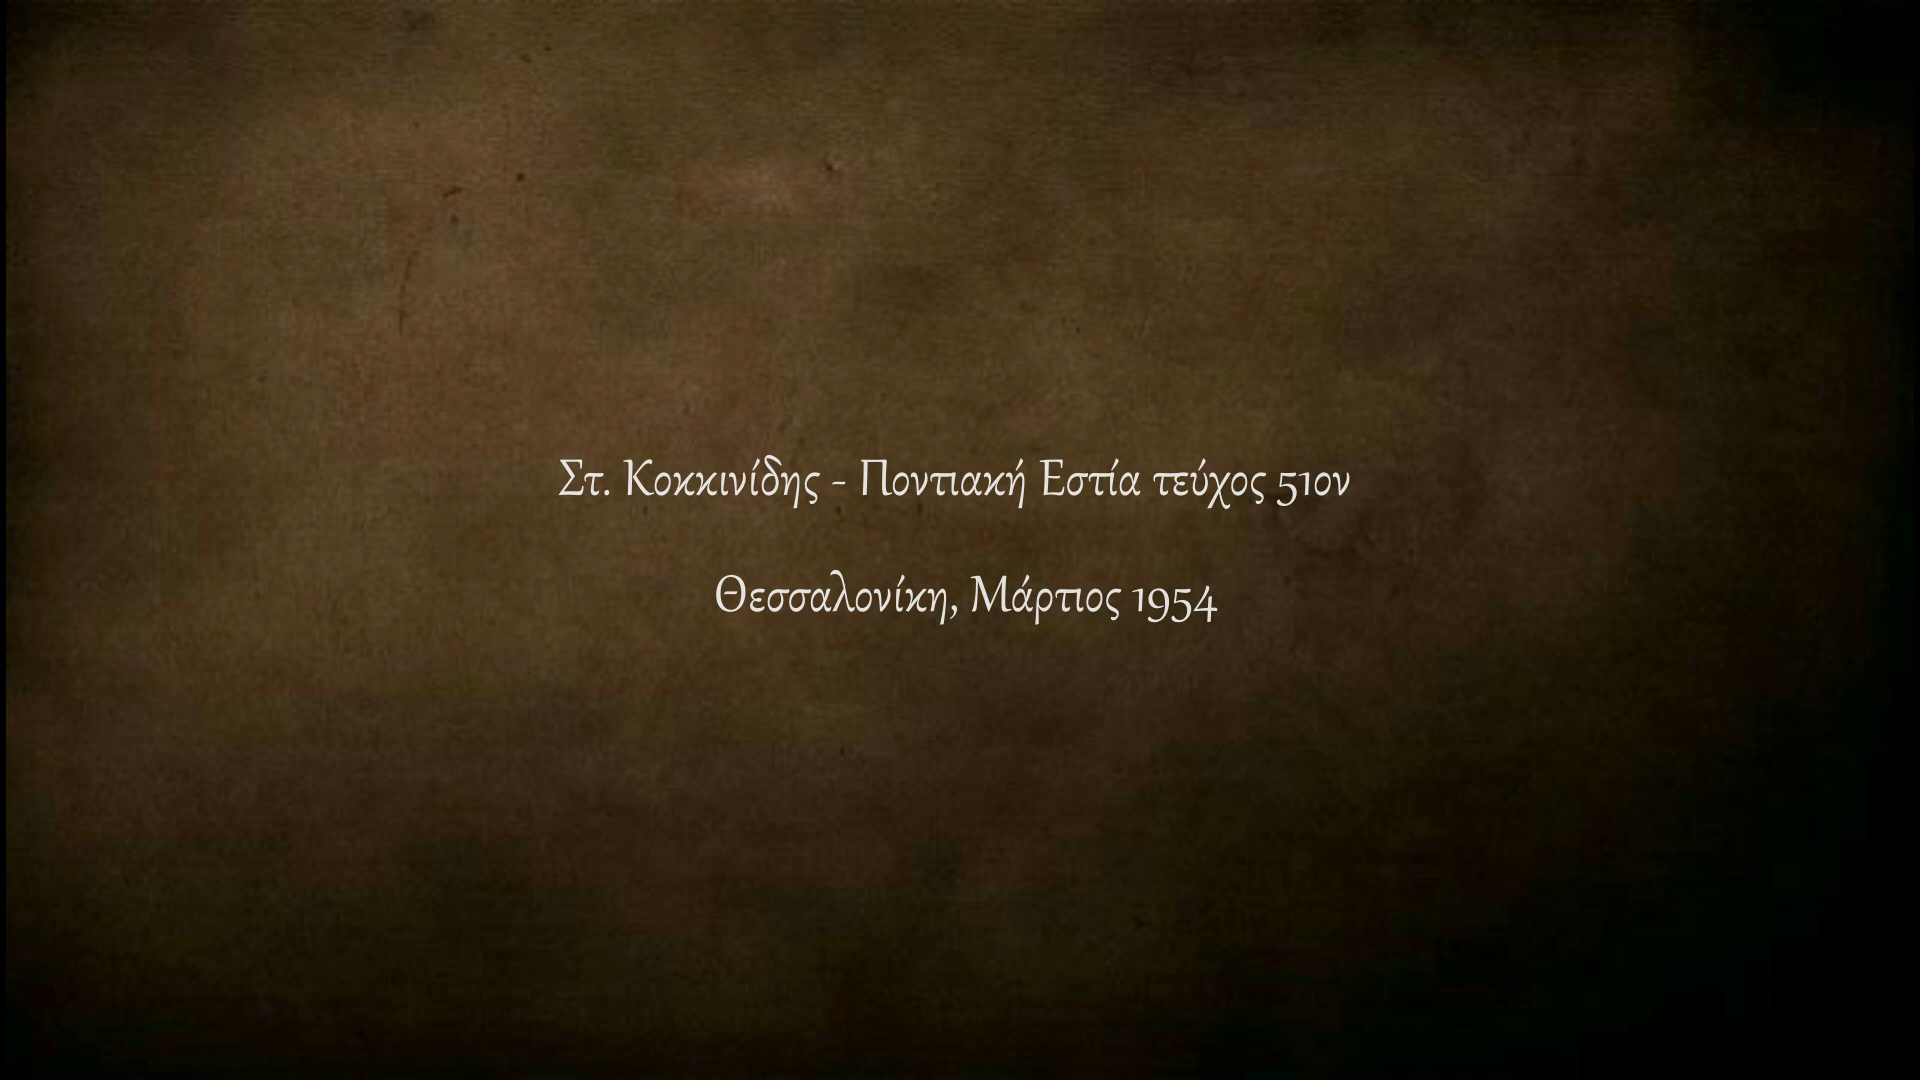 Στ. Κοκκινίδης - Ποντιακή Εστία τεύχος 51ον
Θεσσαλονίκη, Μάρτιος 1954